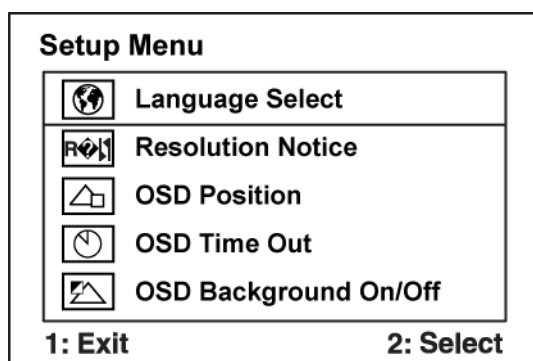 Setup Menu
Language Select
Resolution Notice
OSD Position
OSD Time Out
OSD Background On/Off
1: Exit 2: Select